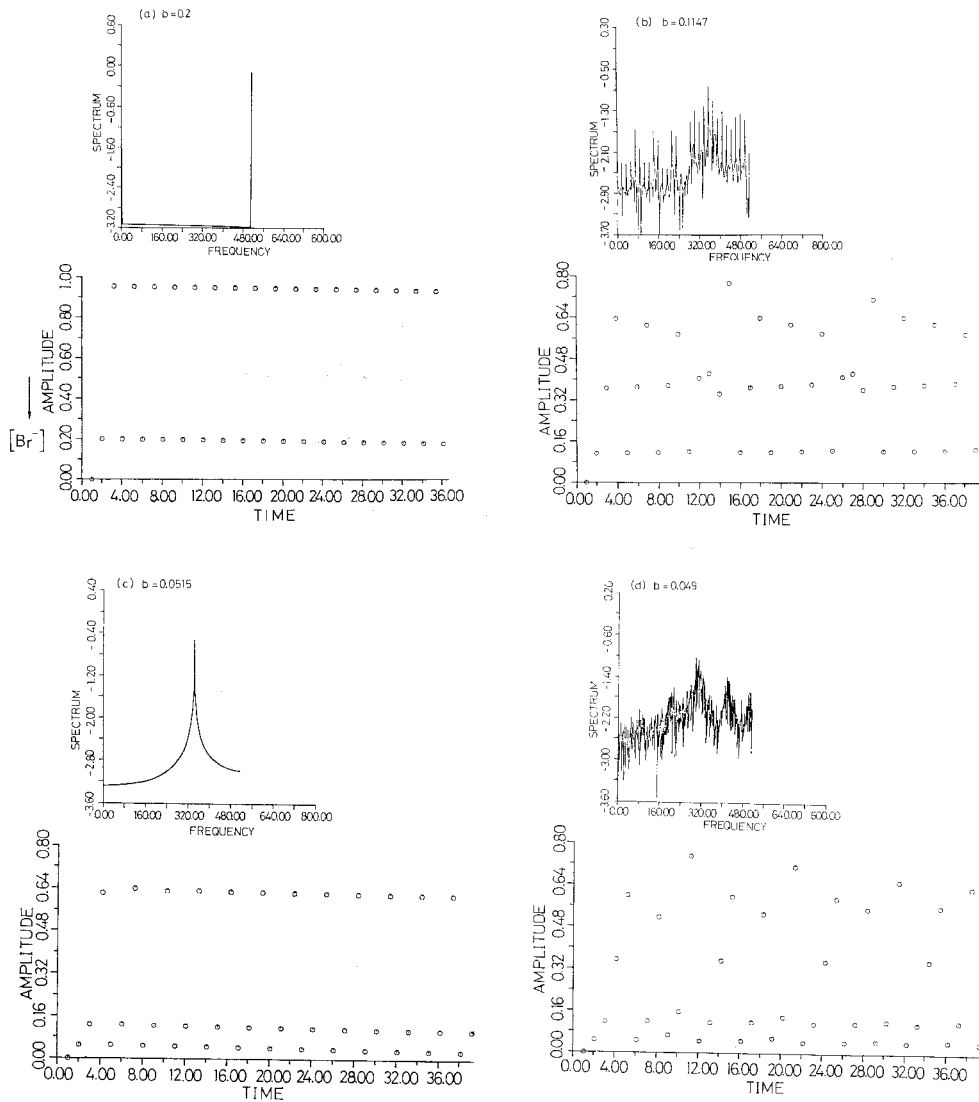 (a) b=0.2
SPECTRUM
0.60
0.00
-0.60
-1.60
-2.40
-3.20
0.00 160.00 320.00 480.00 640.00 800.00
FREQUENCY
AMPLITUDE
[Br⁻]
1.00
0.80
0.60
0.40
0.20
0.00
0.00 4.00 8.00 12.00 16.00 20.00 24.00 28.00 32.00 36.00
TIME
(b) b=0.1147
SPECTRUM
0.30
-0.50
-1.30
-2.10
-2.90
-3.70
-0.00 160.00 320.00 480.00 640.00 800.00
FREQUENCY
AMPLITUDE
0.80
0.64
0.48
0.32
0.16
0.00
0.00 4.00 8.00 12.00 16.00 20.00 24.00 28.00 32.00 36.00
TIME
(c) b=0.0515
SPECTRUM
0.40
-0.40
-1.20
-2.00
-2.80
-3.60
-0.00 160.00 320.00 480.00 640.00 800.00
FREQUENCY
AMPLITUDE
0.80
0.64
0.48
0.32
0.16
0.00
0.00 4.00 8.00 12.00 16.00 20.00 24.00 28.00 32.00 36.00
TIME
(d) b=0.049
SPECTRUM
0.20
-0.60
-1.40
-2.20
-3.00
-3.60
-0.00 160.00 320.00 480.00 640.00 800.00
FREQUENCY
AMPLITUDE
0.80
0.64
0.48
0.32
0.16
0.00
0.00 4.00 8.00 12.00 16.00 20.00 24.00 28.00 32.00 36.00
TIME